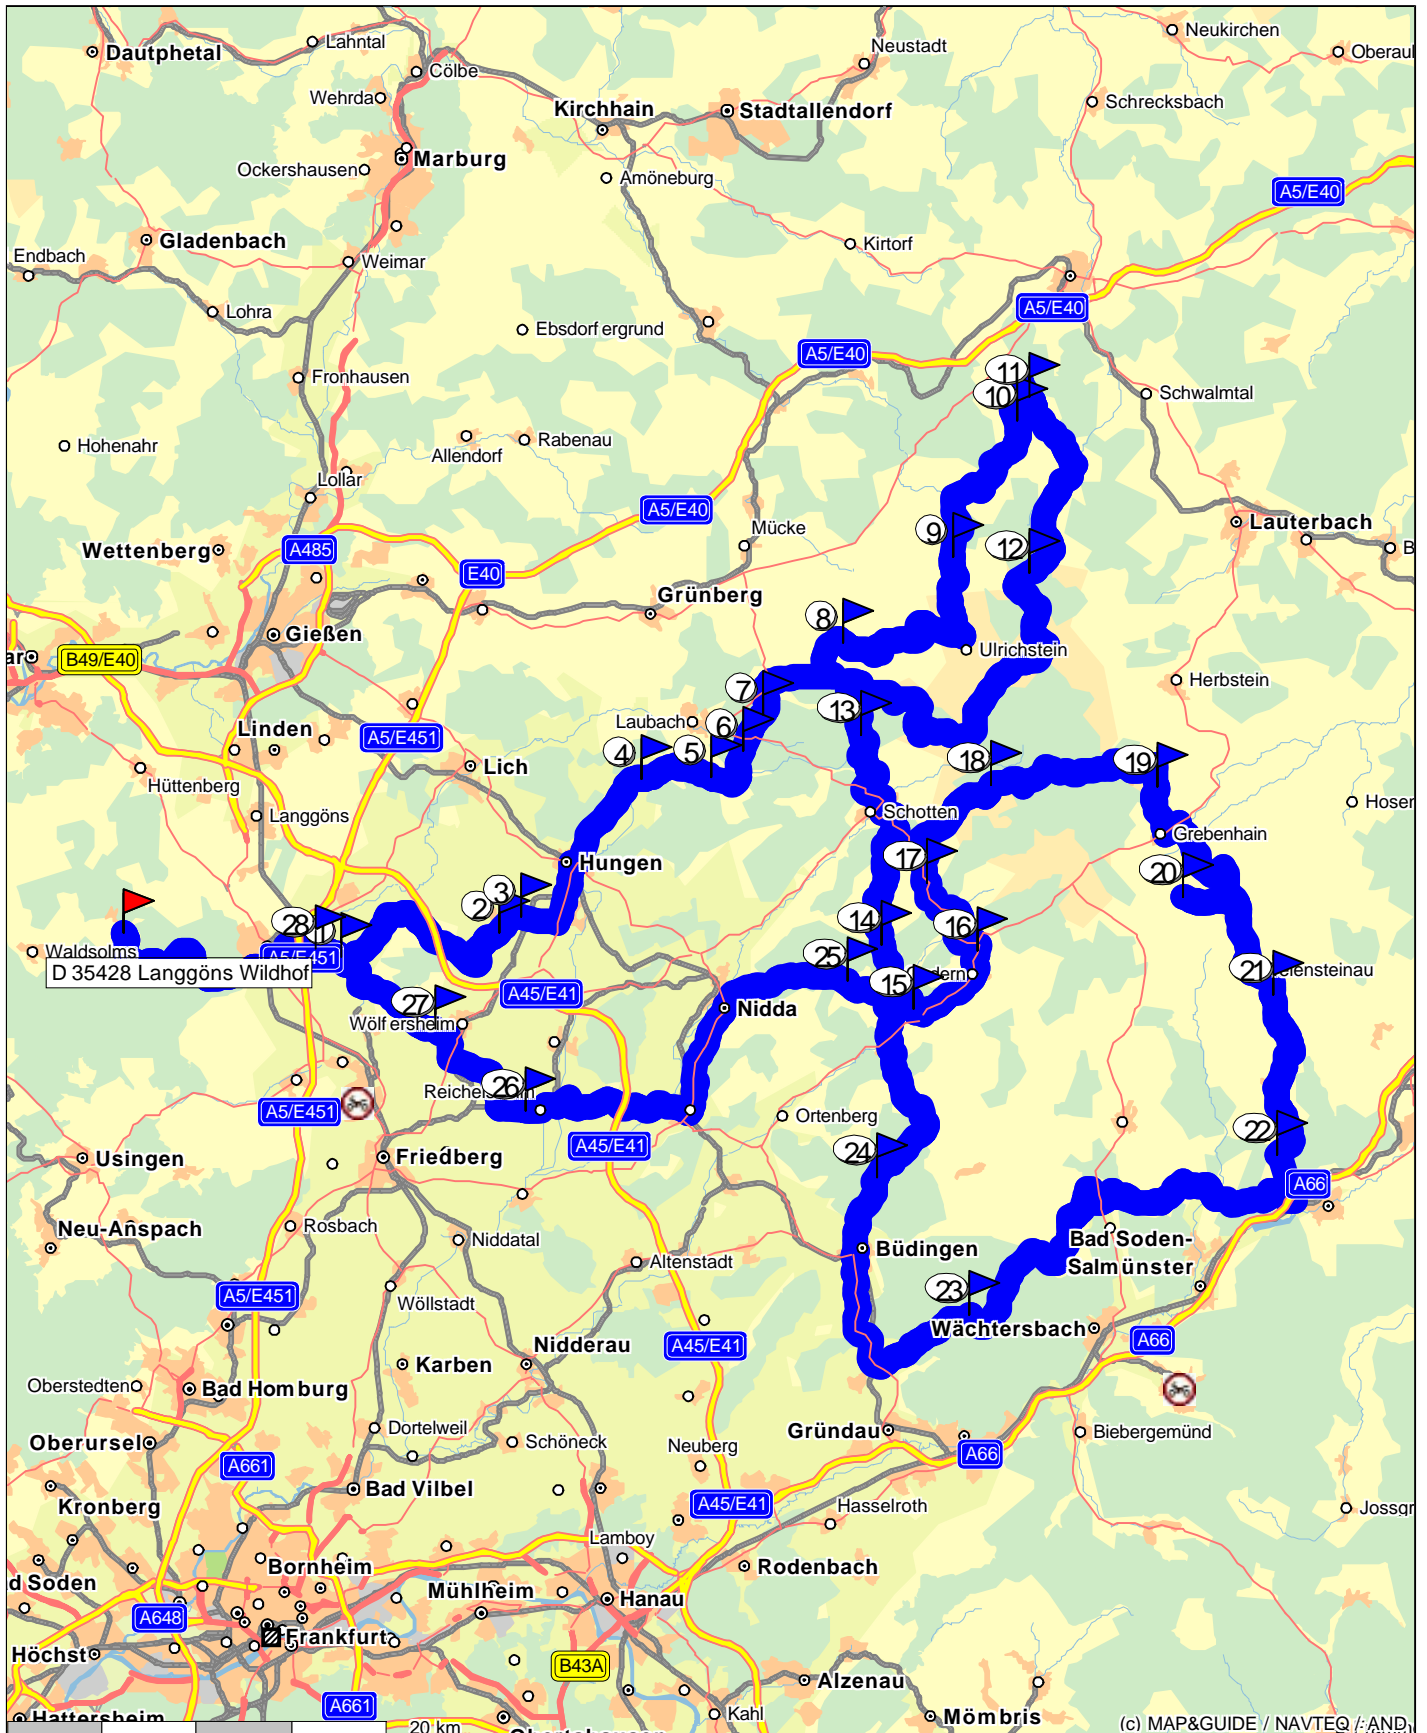 Neukirchen
Lahntal
Dautphetal
Neustadt
Cölbe
Wehrda
Schrecksbach
Kirchhain
Stadtallendorf
Marburg
Ockershausen
Amöneburg
A5/E40
Gladenbach
Kirtorf
Endbach
Weimar
Lohra
A5/E40
Ebsdorfergrund
A5/E40
11
Fronhausen
10
Schwalmtal
Hohenahr
Rabenau
Allendorf
Lollar
A5/E40
Lauterbach
Mücke
9
Wettenberg
A485
12
E40
Grünberg
8
Gießen
B49/E40
Ulrichstein
Herbstein
7
13
Laubach
6
Linden
A5/E451
4
5
18
19
Lich
Hüttenberg
Schotten
Langgöns
Grebenhain
Hungen
17
20
3
2
28
14
16
Waldsolms
A5/E451
25
D 35428 Langgöns Wildhof
15
21
A45/E41
27
Nidda
Wölfersheim
26
A5/E451
Ortenberg
22
A45/E41
24
Usingen
Friedberg
A66
Neu-Anspach
Rosbach
Niddatal
Bad Soden-
Salmünster
Büdingen
Altenstadt
A5/E451
Wöllstadt
23
Wächtersbach
A66
Nidderau
A45/E41
Karben
Oberstedten
Bad Homburg
Dortelweil
Gründau
Biebergemünd
Oberursel
Schöneck
Neuberg
A66
A661
Bad Vilbel
Kronberg
A45/E41
Hasselroth
Lamboy
Bornheim
Rodenbach
Mühlheim
Hanau
A648
Frankfurt
Höchst
B43A
Alzenau
A661
Kahl
Mömbris
Hattersheim
20 km
(c) MAP&GUIDE / NAVTEQ / AND